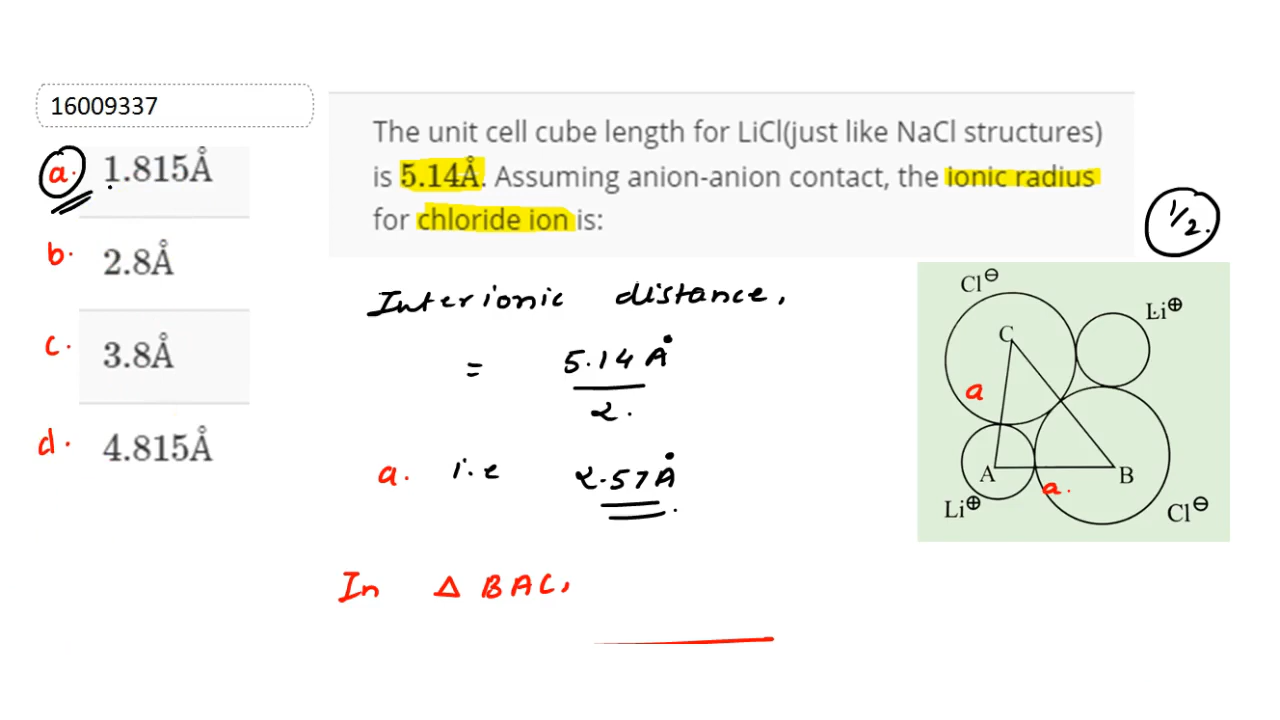 16009337
a. 1.815Å
b. 2.8Å
c. 3.8Å
d. 4.815Å
The unit cell cube length for LiCl(just like NaCl structures)
is 5.14Å. Assuming anion-anion contact, the ionic radius
for chloride ion is:
1/2.
Interionic distance,
= 5.14 Å
2.
a. i.e 2.57Å.
In Δ BAC,
Cl⊖
Li⊕
C
a
A
B
a.
Li⊕
Cl⊖